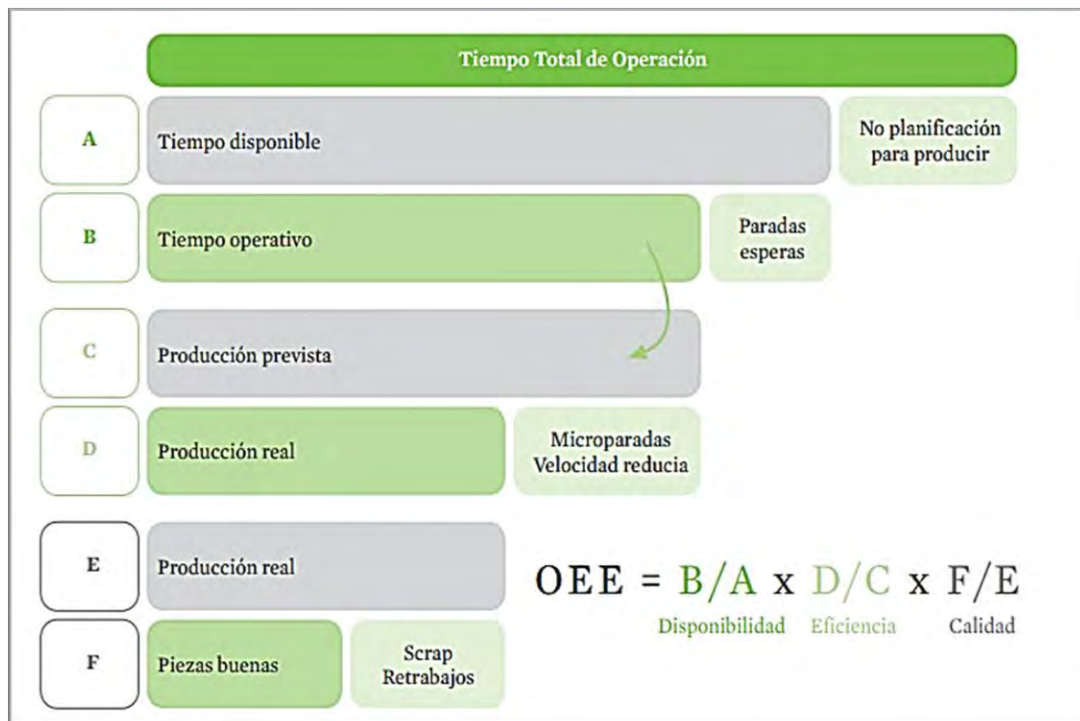 Tiempo Total de Operación
A
Tiempo disponible
No planificación
para producir
B
Tiempo operativo
Paradas
esperas
C
Producción prevista
D
Producción real
Microparadas
Velocidad reducia
E
Producción real
OEE = B/A x D/C x F/E
Disponibilidad Eficiencia Calidad
F
Piezas buenas
Scrap
Retrabajos